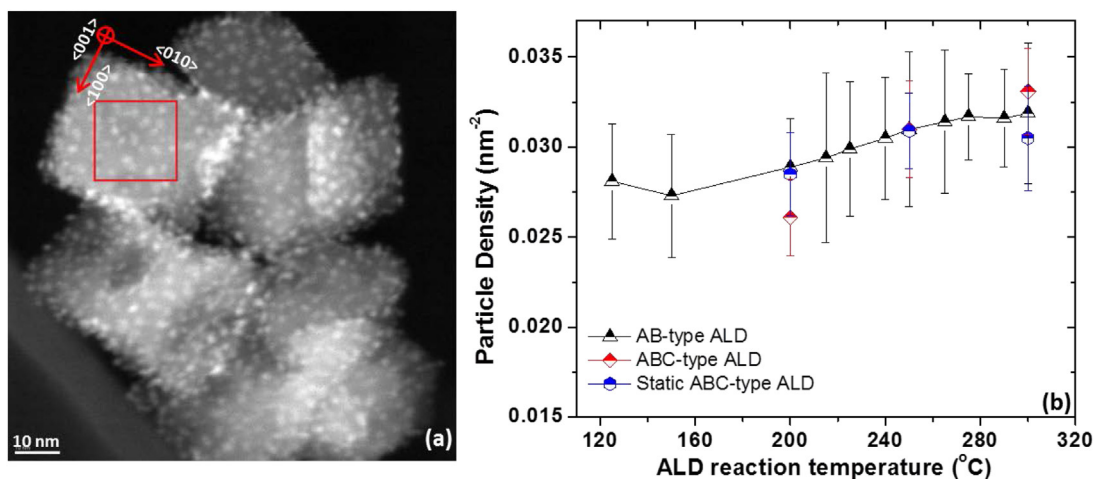 <001>
<010>
<100>
10 nm
(a)
Particle Density (nm⁻²)
0.035
0.030
0.025
0.020
0.015
AB-type ALD
ABC-type ALD
Static ABC-type ALD
(b)
120 160 200 240 280 320
ALD reaction temperature (°C)